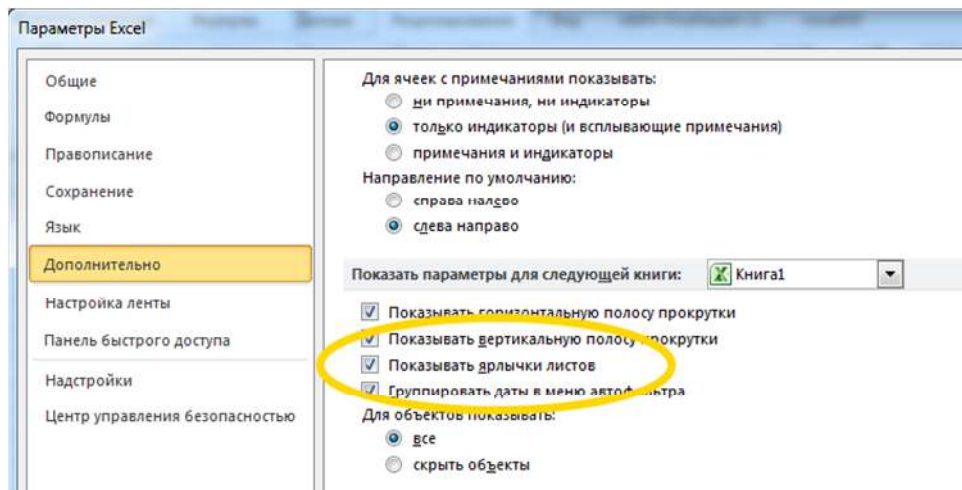 Параметры Excel
Общие
Формулы
Правописание
Сохранение
Язык
Дополнительно
Настройка ленты
Панель быстрого доступа
Надстройки
Центр управления безопасностью
Для ячеек с примечаниями показывать:
ни примечания, ни индикаторы
только индикаторы (и всплывающие примечания)
примечания и индикаторы
Направление по умолчанию:
справа налево
слева направо
Показать параметры для следующей книги: Книга1
Показывать горизонтальную полосу прокрутки
Показывать вертикальную полосу прокрутки
Показывать ярлычки листов
Группировать даты в меню автофильтра
Для объектов показывать:
все
скрыть объекты